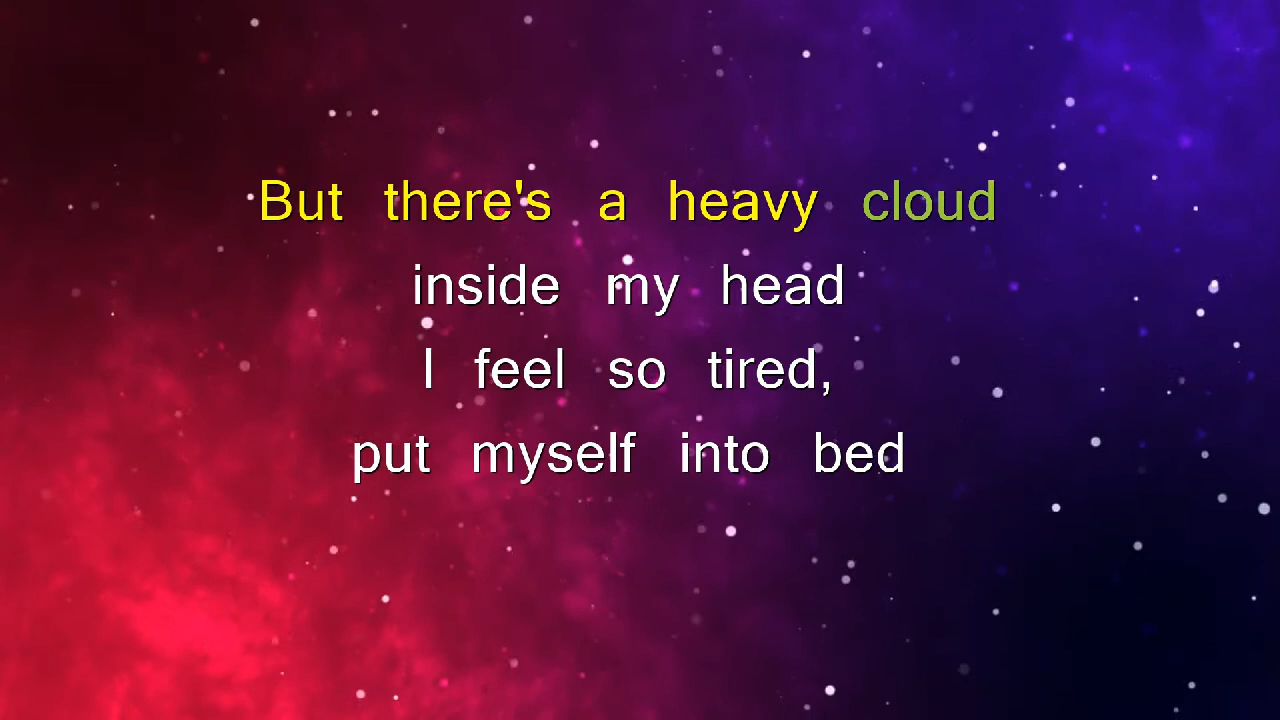 But there's a heavy cloud
inside my head
I feel so tired,
put myself into bed